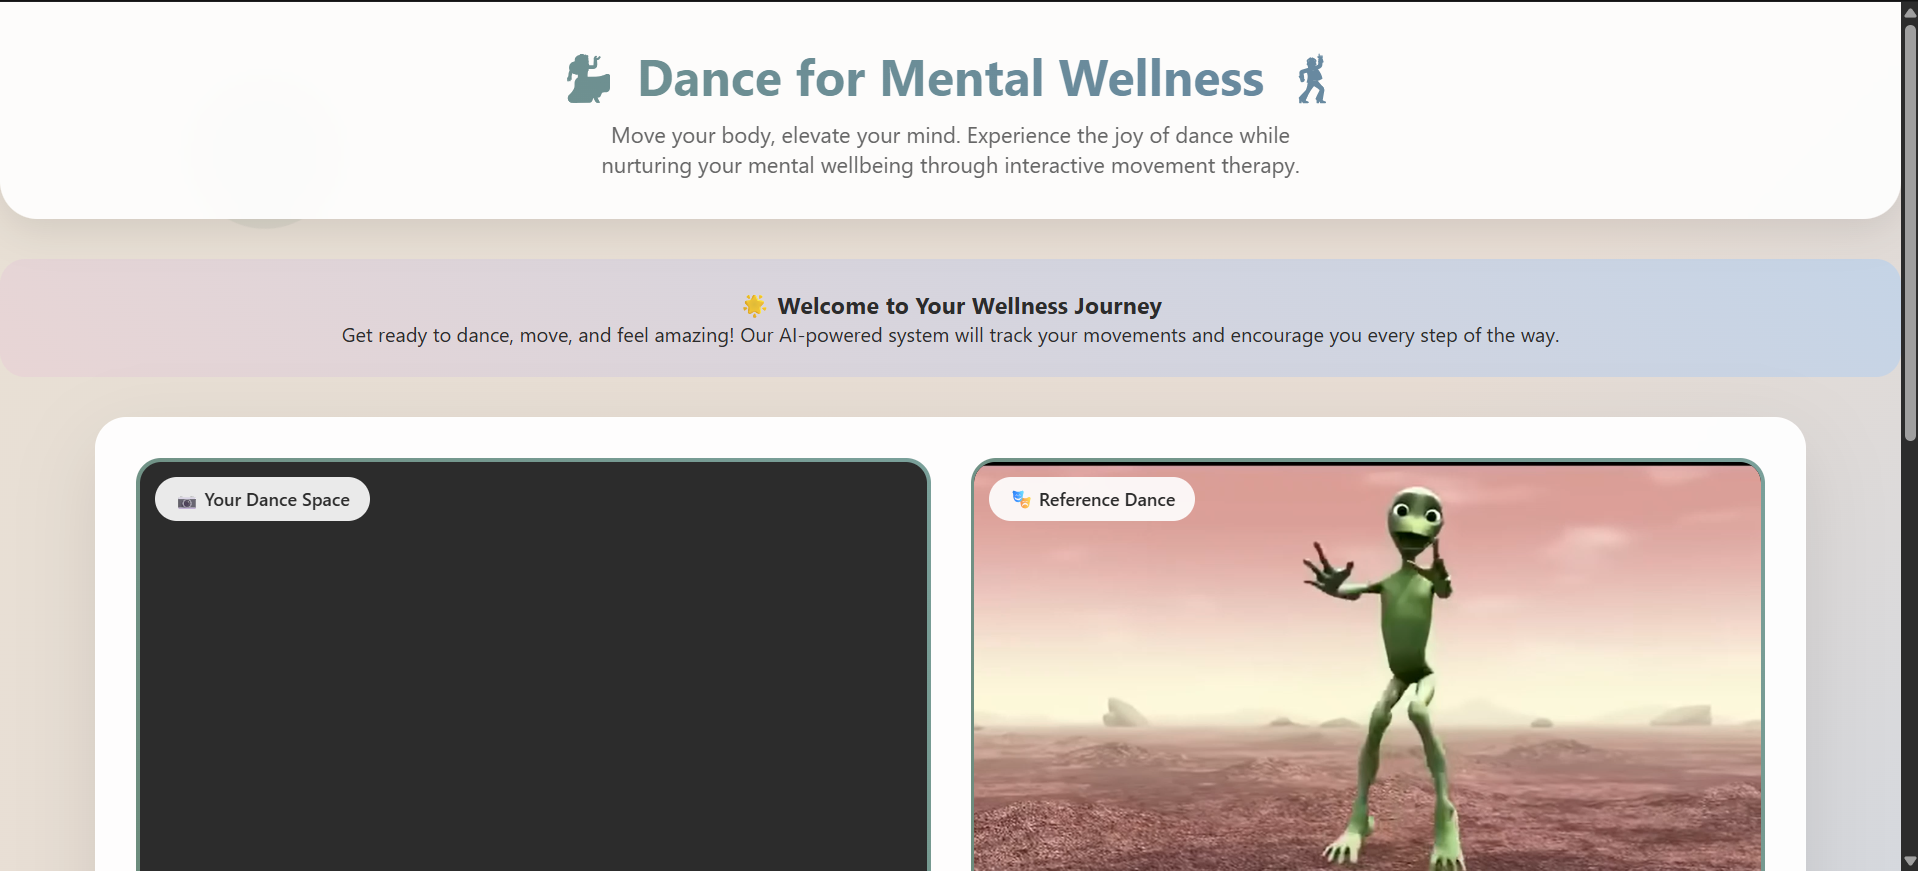 Dance for Mental Wellness
Move your body, elevate your mind. Experience the joy of dance while
nurturing your mental wellbeing through interactive movement therapy.
🌟 Welcome to Your Wellness Journey
Get ready to dance, move, and feel amazing! Our AI-powered system will track your movements and encourage you every step of the way.
📷 Your Dance Space
🎭 Reference Dance